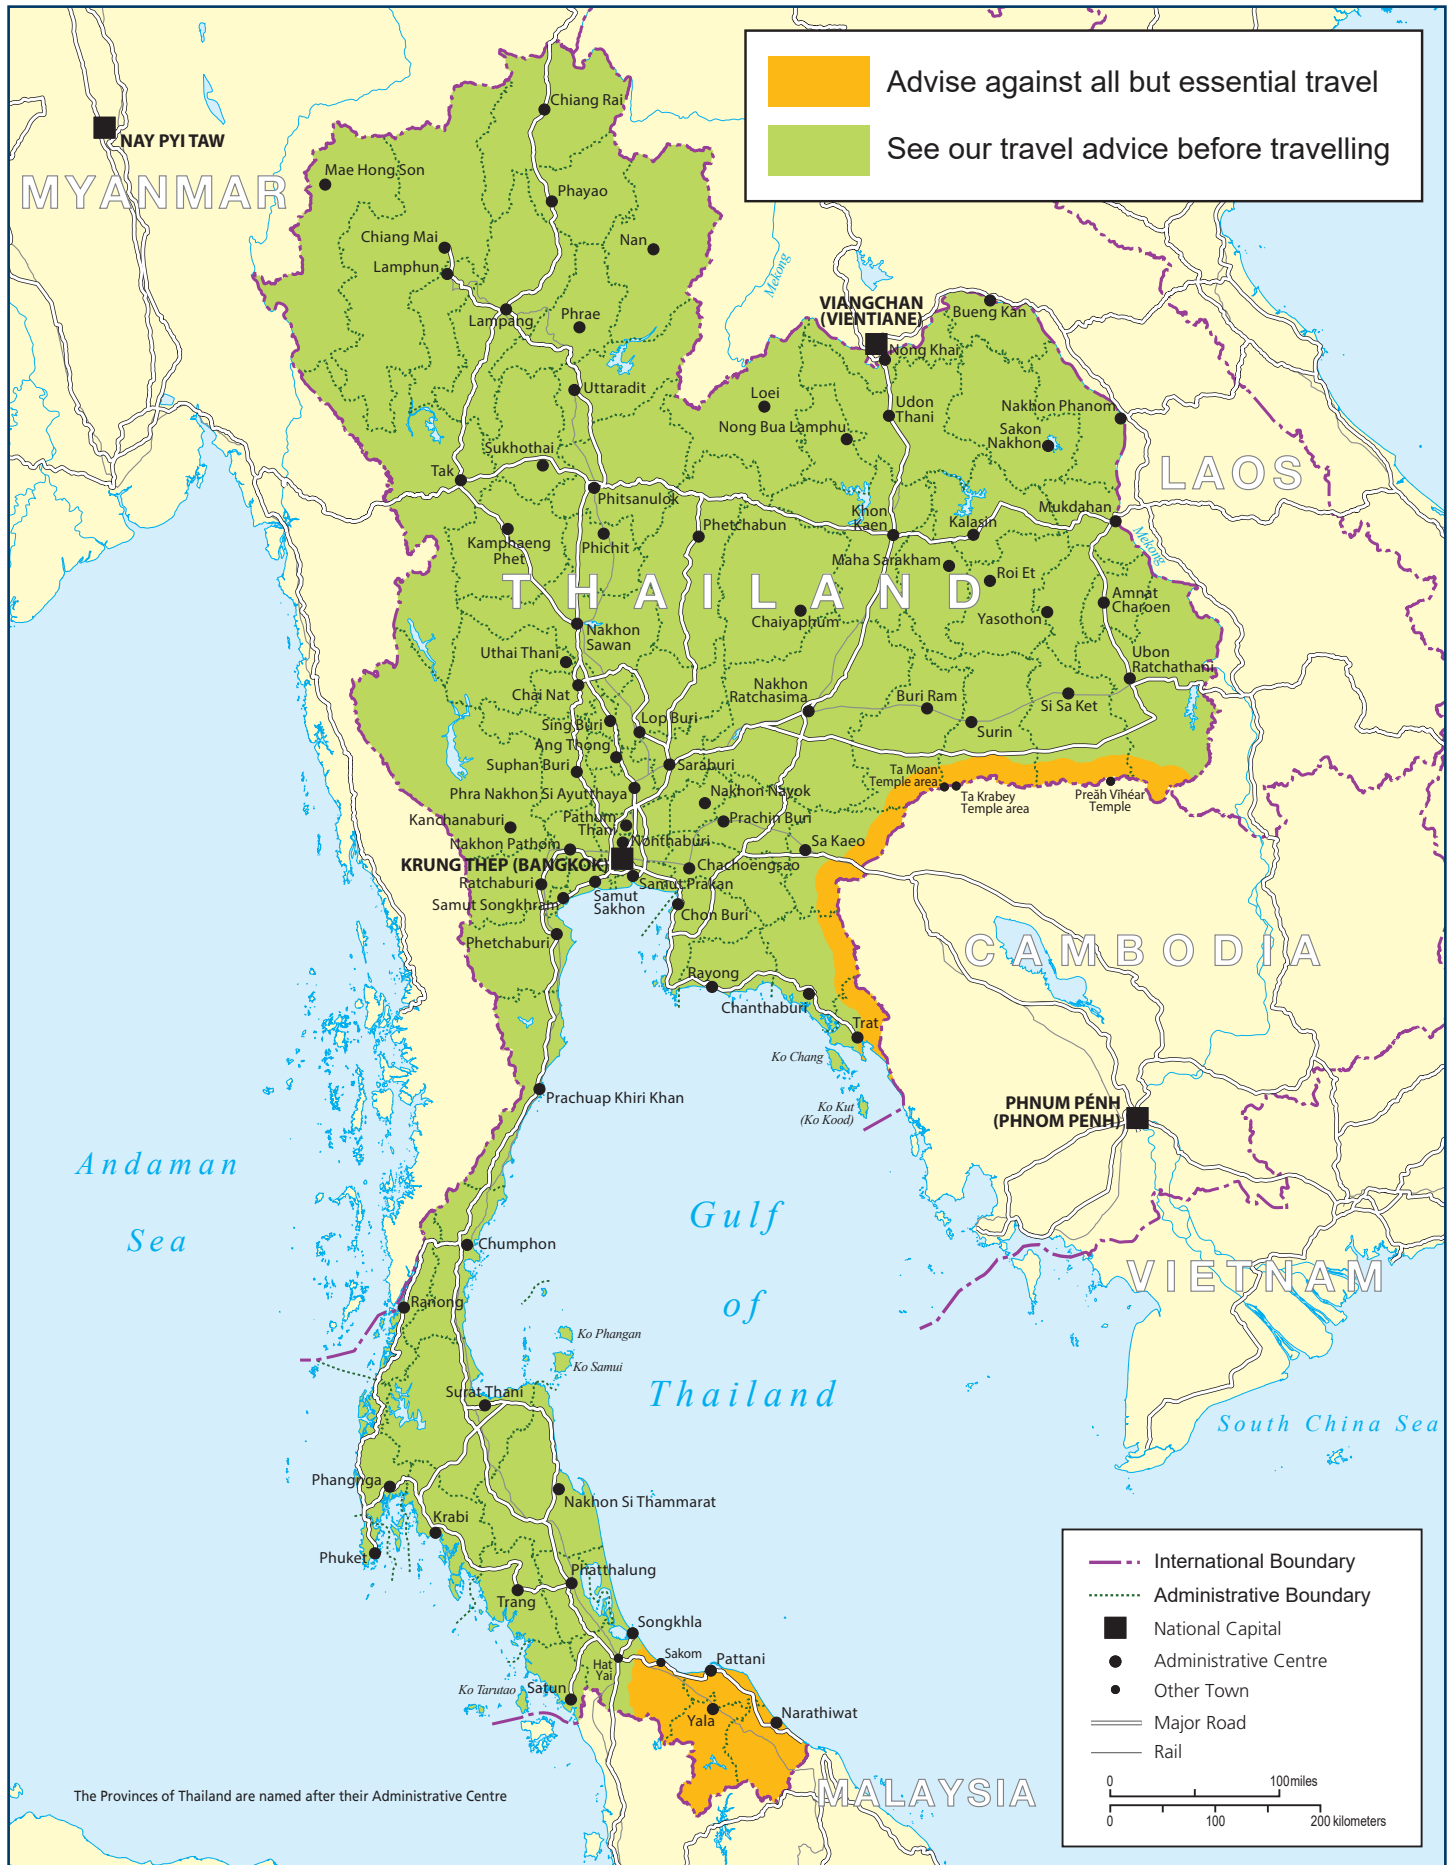 Advise against all but essential travel
See our travel advice before travelling
NAY PYI TAW
MYANMAR
Chiang Rai
Mae Hong Son
Phayao
Chiang Mai
Nan
Lamphun
Mekong
VIANGCHAN
(VIENTIANE)
Bueng Kan
Lampang
Phrae
Nong Khai
Uttaradit
Loei
Udon
Thani
Nakhon Phanom
Nong Bua Lamphu
Sakon
Nakhon
Sukhothai
Tak
LAOS
Phitsanulok
Phetchabun
Khon
Kaen
Kalasin
Mukdahan
Mekong
Kamphaeng
Phet
Phichit
Maha Sarakham
Roi Et
THAILAND
Chaiyaphum
Yasothon
Amnat
Charoen
Nakhon
Sawan
Uthai Thani
Ubon
Ratchathani
Chai Nat
Nakhon
Ratchasima
Buri Ram
Si Sa Ket
Sing Buri
Lop Buri
Surin
Ang Thong
Suphan Buri
Saraburi
Ta Moan
Temple area
Ta Krabey
Temple area
Preăh Vihéar
Temple
Phra Nakhon Si Ayutthaya
Nakhon Nayok
Kanchanaburi
Pathum
Thani
Prachin Buri
Nakhon Pathom
Nonthaburi
Sa Kaeo
KRUNG THEP (BANGKOK)
Chachoengsao
Ratchaburi
Samut Prakan
Samut Songkhram
Samut
Sakhon
Chon Buri
Phetchaburi
CAMBODIA
Rayong
Chanthaburi
Trat
Ko Chang
Prachuap Khiri Khan
Ko Kut
(Ko Kood)
PHNUM PÉNH
(PHNOM PENH)
Andaman
Sea
Gulf
of
Thailand
Chumphon
VIETNAM
Ranong
Ko Phangan
Ko Samui
Surat Thani
South China Sea
Phangnga
Nakhon Si Thammarat
Krabi
Phuket
Phatthalung
Trang
Songkhla
Hat
Yai
Sakom
Pattani
Ko Tarutao
Satun
Yala
Narathiwat
MALAYSIA
The Provinces of Thailand are named after their Administrative Centre
International Boundary
Administrative Boundary
National Capital
Administrative Centre
Other Town
Major Road
Rail
0 100 miles
0 100 200 kilometers